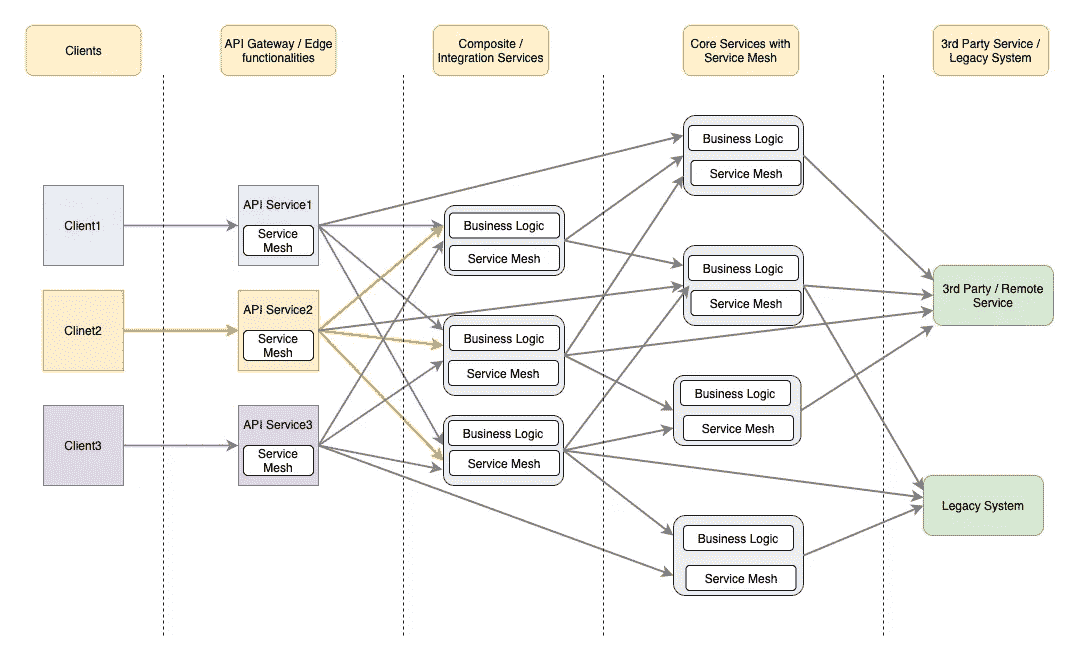 Clients
API Gateway / Edge
functionalities
Composite /
Integration Services
Core Services with
Service Mesh
3rd Party Service /
Legacy System
Client1
API Service1
Service
Mesh
Clinet2
API Service2
Service
Mesh
Client3
API Service3
Service
Mesh
Business Logic
Service Mesh
Business Logic
Service Mesh
Business Logic
Service Mesh
Business Logic
Service Mesh
Business Logic
Service Mesh
Business Logic
Service Mesh
Business Logic
Service Mesh
3rd Party / Remote
Service
Legacy System